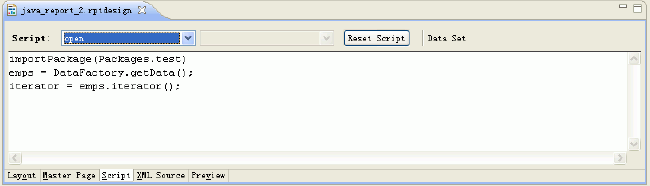 java_report_2.rptdesign
Script: open Reset Script Data Set
importPackage(Packages.test)
emps = DataFactory.getData();
iterator = emps.iterator();
Layout Master Page Script XML Source Preview